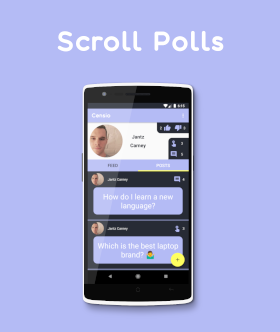 Scroll Polls
Jantz
Carney
FEED
POSTS
Jantz Carney
How do I learn a new
language?
Jantz Carney
Which is the best laptop
brand? 🤷‍♂️
+